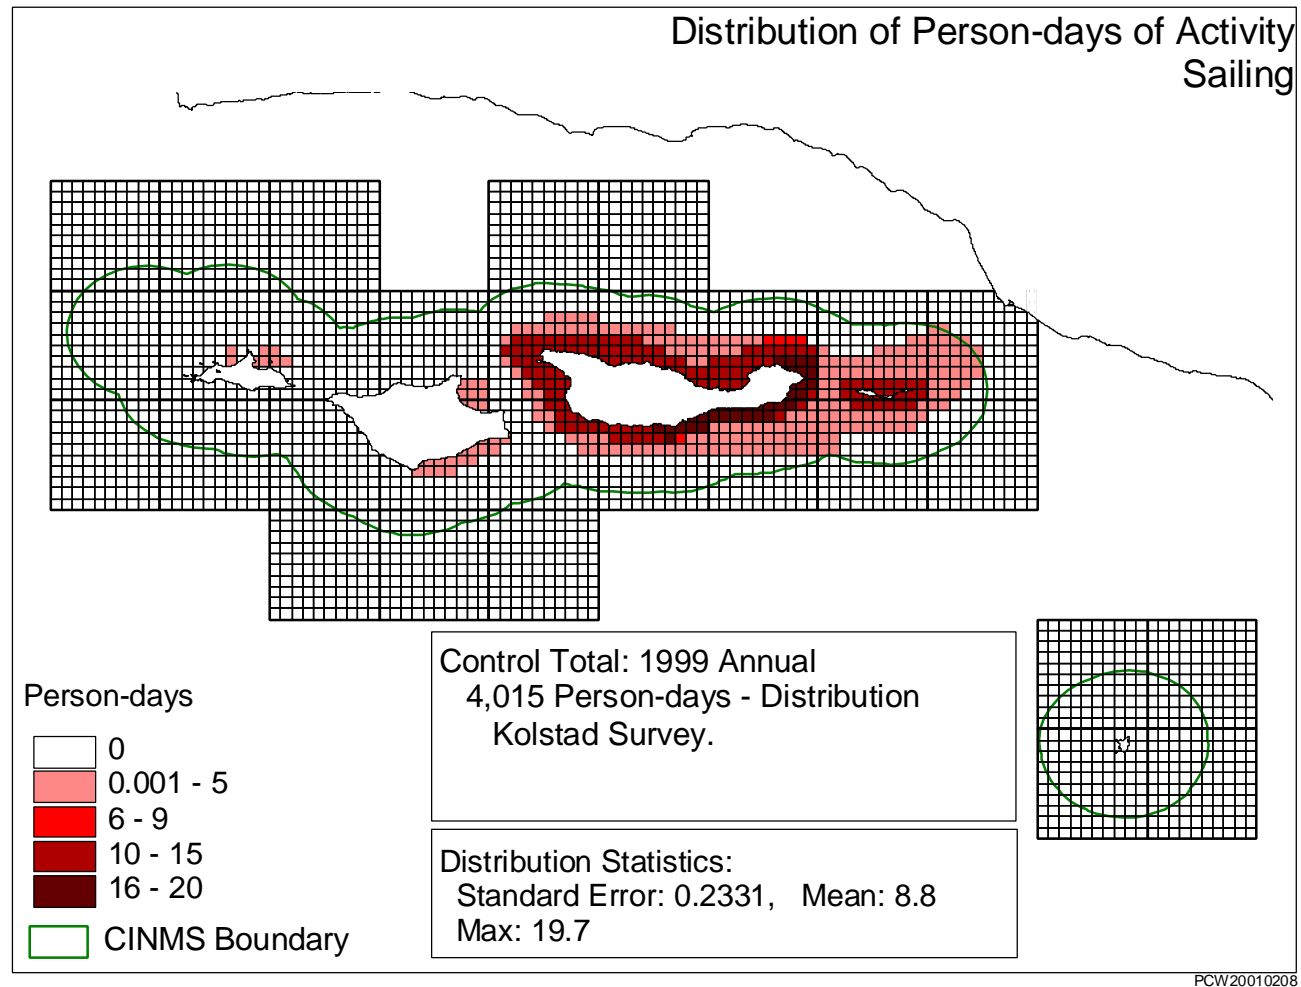 Distribution of Person-days of Activity
Sailing
Control Total: 1999 Annual
4,015 Person-days - Distribution
Kolstad Survey.
Person-days
0
0.001 - 5
6 - 9
10 - 15
16 - 20
CINMS Boundary
Distribution Statistics:
Standard Error: 0.2331, Mean: 8.8
Max: 19.7
PCW20010208